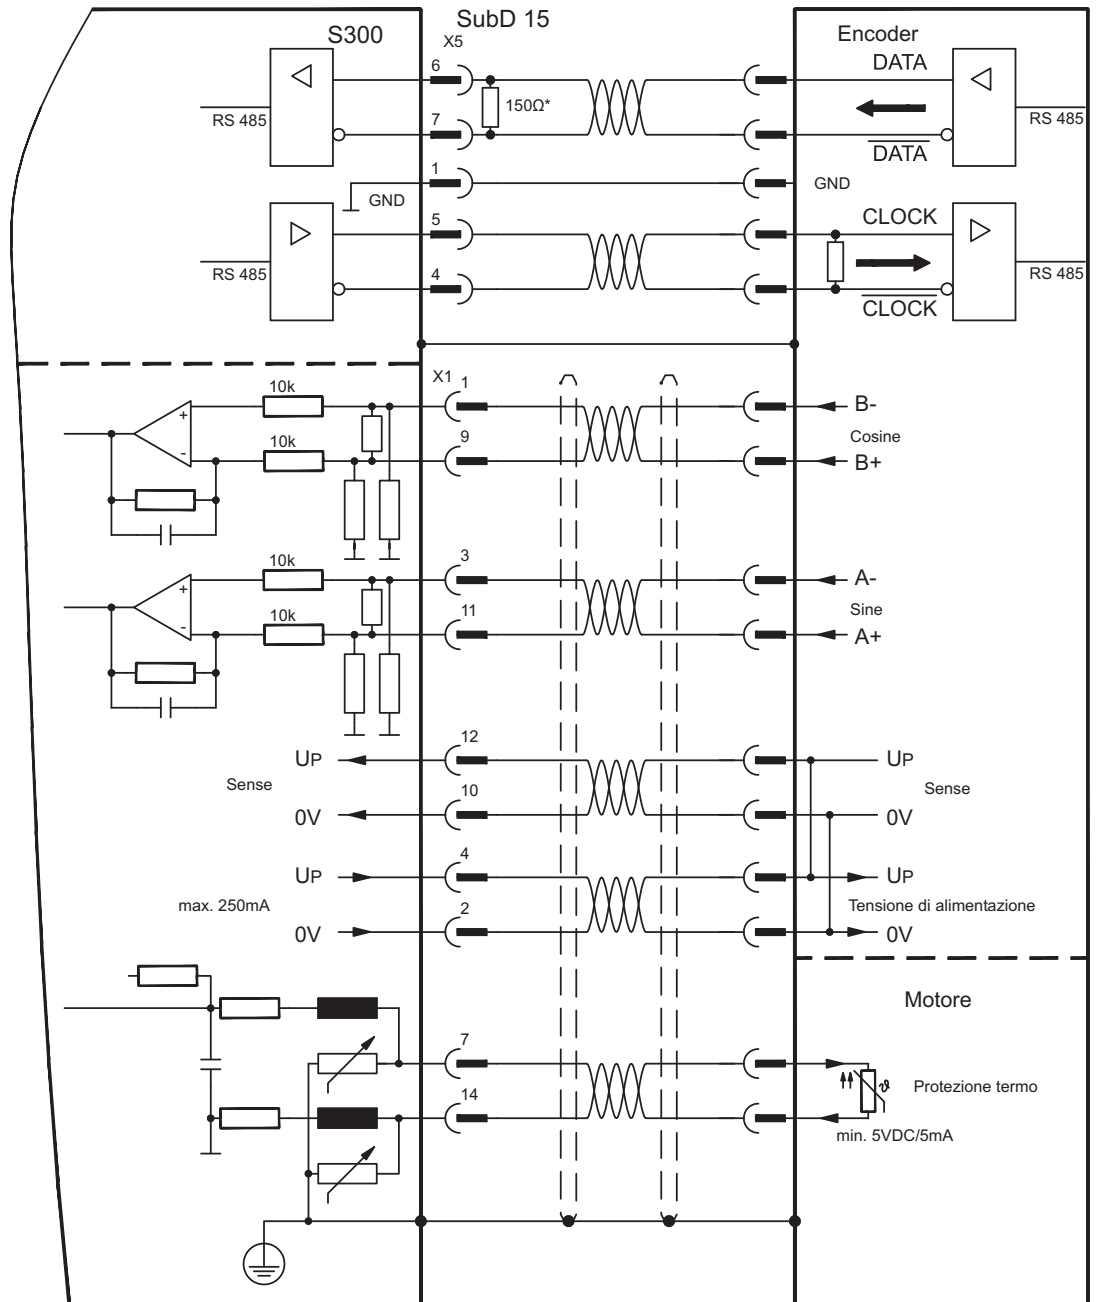 SubD 15
S300
X5
Encoder
DATA
6
150Ω*
RS 485
RS 485
7
DATA
1
GND
GND
5
CLOCK
RS 485
RS 485
4
CLOCK
X1
1
10k
B-
9
Cosine
10k
B+
+
-
3
10k
A-
11
Sine
10k
A+
+
-
12
UP
UP
Sense
Sense
10
0V
0V
4
UP
UP
max. 250mA
Tensione di alimentazione
2
0V
0V
Motore
7
ϑ
Protezione termo
14
min. 5VDC/5mA